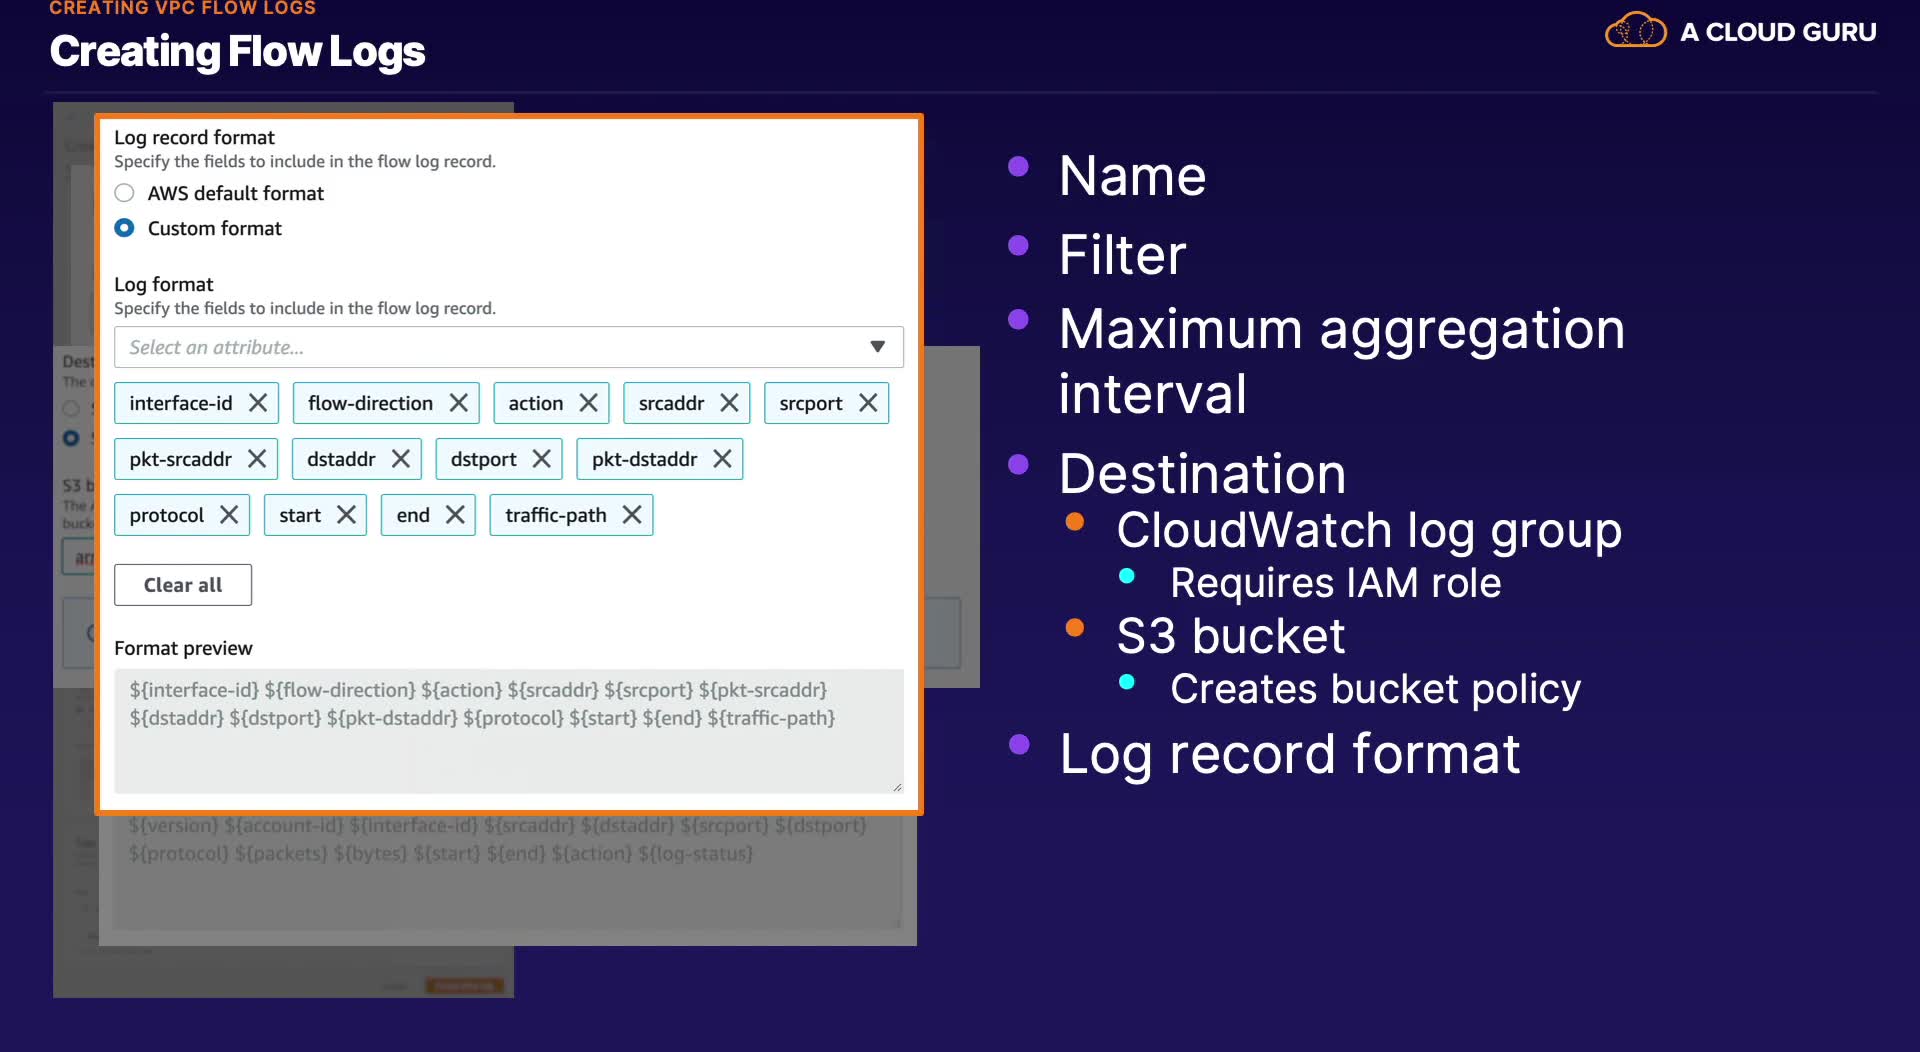 CREATING VPC FLOW LOGS
Creating Flow Logs
A CLOUD GURU
Log record format
Specify the fields to include in the flow log record.
AWS default format
Custom format
Log format
Specify the fields to include in the flow log record.
Select an attribute...
interface-id flow-direction action srcaddr srcport
pkt-srcaddr dstaddr dstport pkt-dstaddr
protocol start end traffic-path
Clear all
Format preview
${interface-id} ${flow-direction} ${action} ${srcaddr} ${srcport} ${pkt-srcaddr}
${dstaddr} ${dstport} ${pkt-dstaddr} ${protocol} ${start} ${end} ${traffic-path}
${version} ${account-id} ${interface-id} ${srcaddr} ${dstaddr} ${srcport} ${dstport}
${protocol} ${packets} ${bytes} ${start} ${end} ${action} ${log-status}
Name
Filter
Maximum aggregation
interval
Destination
CloudWatch log group
Requires IAM role
S3 bucket
Creates bucket policy
Log record format